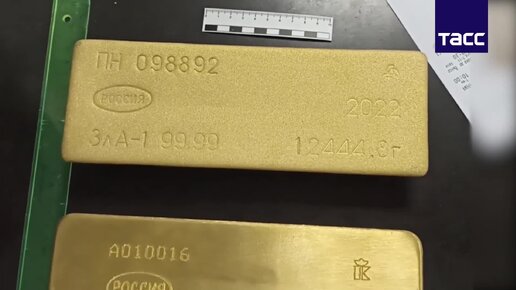 ТАСС
ПН 098892
РОССИЯ
2022
ЗлА-1 99.99
12444.8г
А010016
РОССИЯ